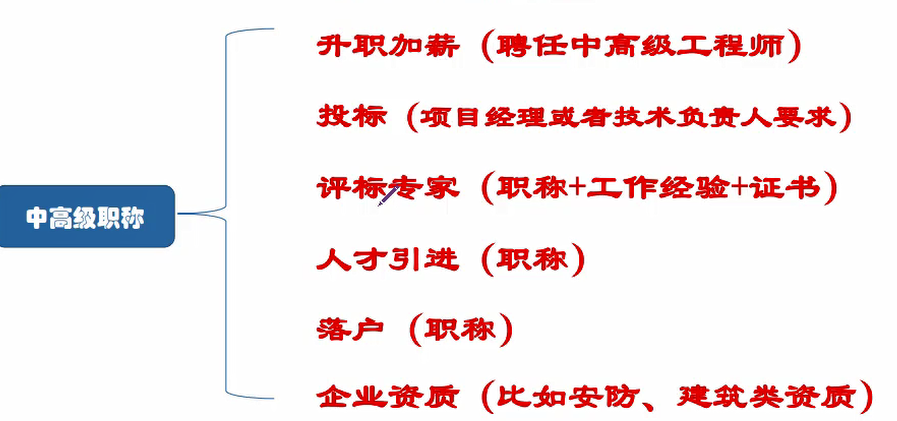 中高级职称
升职加薪（聘任中高级工程师）
投标（项目经理或者技术负责人要求）
评标专家（职称+工作经验+证书）
人才引进（职称）
落户（职称）
企业资质（比如安防、建筑类资质）